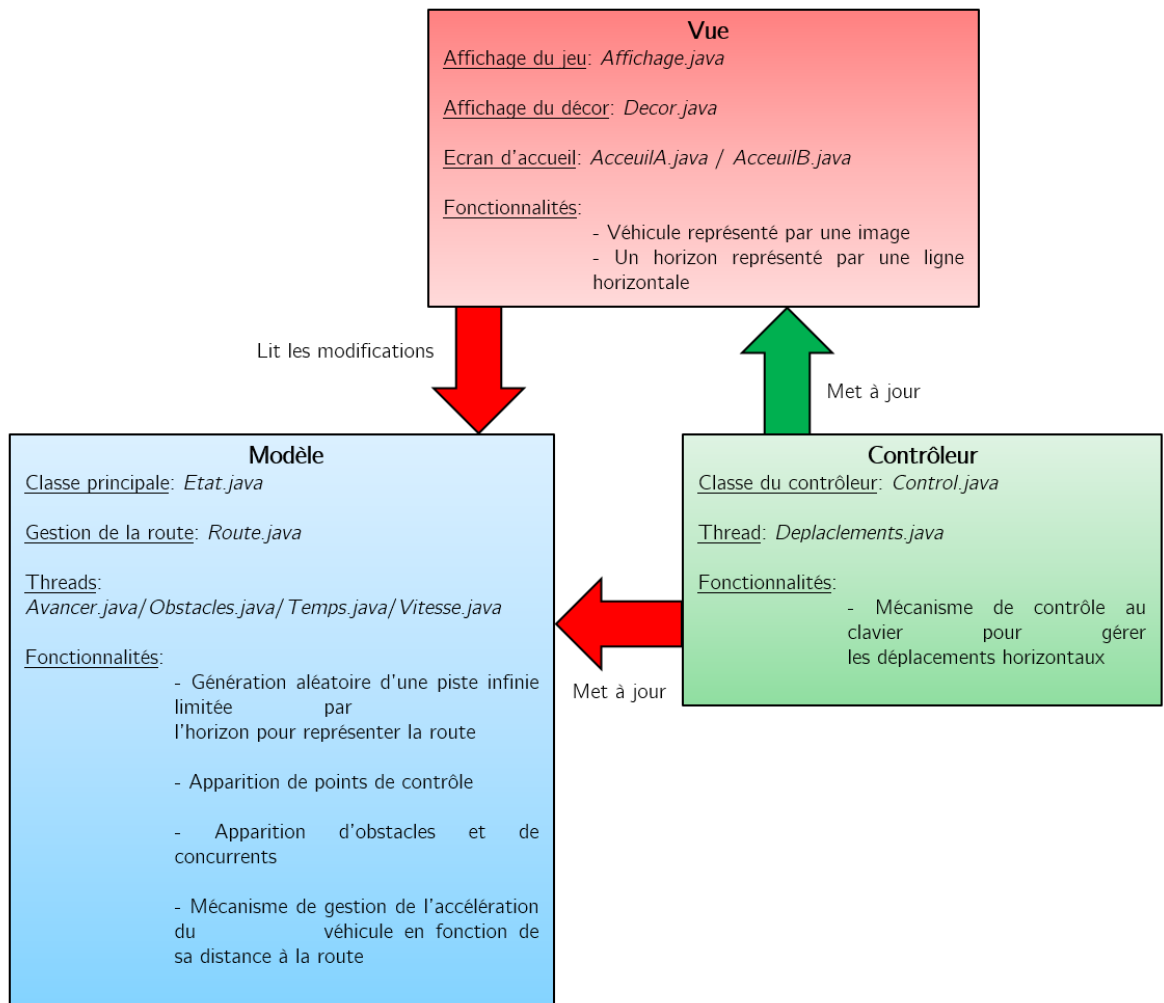 Vue
Affichage du jeu: Affichage.java
Affichage du décor: Decor.java
Ecran d'accueil: AcceuilA.java / AcceuilB.java
Fonctionnalités:
- Véhicule représenté par une image
- Un horizon représenté par une ligne
horizontale
Lit les modifications
Met à jour
Modèle
Classe principale: Etat.java
Gestion de la route: Route.java
Threads:
Avancer.java/Obstacles.java/Temps.java/Vitesse.java
Fonctionnalités:
- Génération aléatoire d'une piste infinie
limitée par
l'horizon pour représenter la route
- Apparition de points de contrôle
- Apparition d'obstacles et de
concurrents
- Mécanisme de gestion de l'accélération
du véhicule en fonction de
sa distance à la route
Met à jour
Contrôleur
Classe du contrôleur: Control.java
Thread: Deplaclements.java
Fonctionnalités:
- Mécanisme de contrôle au
clavier pour gérer
les déplacements horizontaux